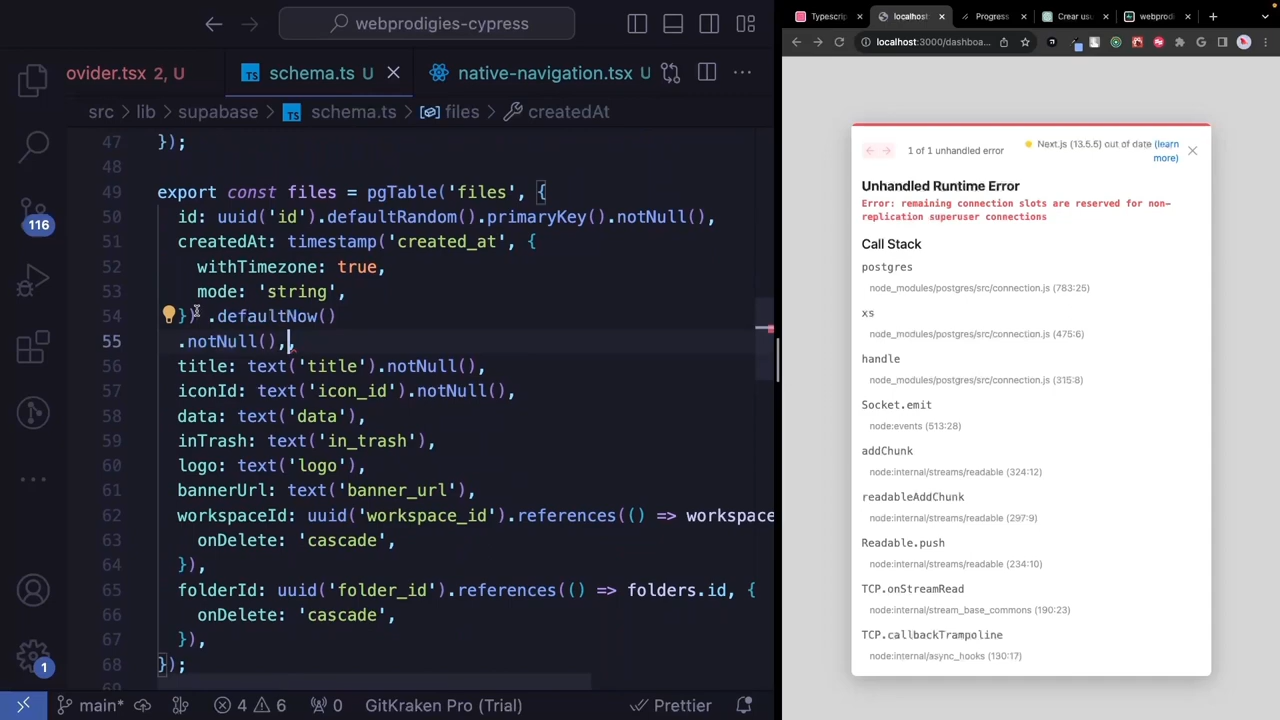 webprodigies-cypress
ovider.tsx 2, U
TS schema.ts U
native-navigation.tsx U
src > lib > supabase > TS schema.ts > files > createdAt
47 });
48
49 export const files = pgTable('files', {
50 id: uuid('id').defaultRandom().primaryKey().notNull(),
51 createdAt: timestamp('created_at', {
52 withTimezone: true,
53 mode: 'string',
54 }) .defaultNow()
55 .notNull(),,
56 title: text('title').notNull(),
57 iconId: text('icon_id').notNull(),
58 data: text('data'),
59 inTrash: text('in_trash'),
60 logo: text('logo'),
61 bannerUrl: text('banner_url'),
62 workspaceId: uuid('workspace_id').references(() => workspace
63 onDelete: 'cascade',
64 }),
65 folderId: uuid('folder_id').references(() => folders.id, {
66 onDelete: 'cascade',
67 }),
68 });
69
116
1
main*
4
6
0
GitKraken Pro (Trial)
Prettier
Typescrip
localhos
Progress
Crear usu
webprodi
localhost:3000/dashboa...
1 of 1 unhandled error
Next.js (13.5.5) out of date (learn
more)
Unhandled Runtime Error
Error: remaining connection slots are reserved for non-
replication superuser connections
Call Stack
postgres
node_modules/postgres/src/connection.js (783:25)
xs
node_modules/postgres/src/connection.js (475:6)
handle
node_modules/postgres/src/connection.js (315:8)
Socket.emit
node:events (513:28)
addChunk
node:internal/streams/readable (324:12)
readableAddChunk
node:internal/streams/readable (297:9)
Readable.push
node:internal/streams/readable (234:10)
TCP.onStreamRead
node:internal/stream_base_commons (190:23)
TCP.callbackTrampoline
node:internal/async_hooks (130:17)